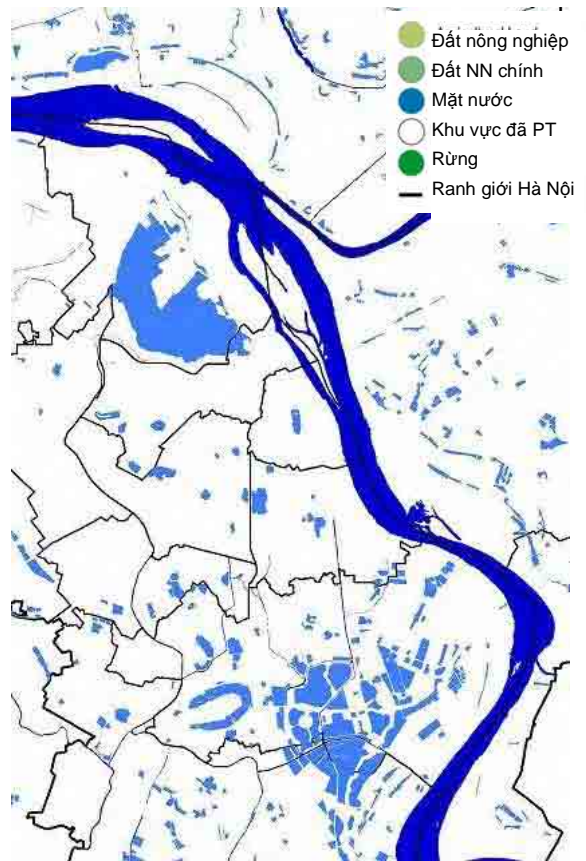 Đất nông nghiệp
Đất NN chính
Mặt nước
Khu vực đã PT
Rừng
Ranh giới Hà Nội